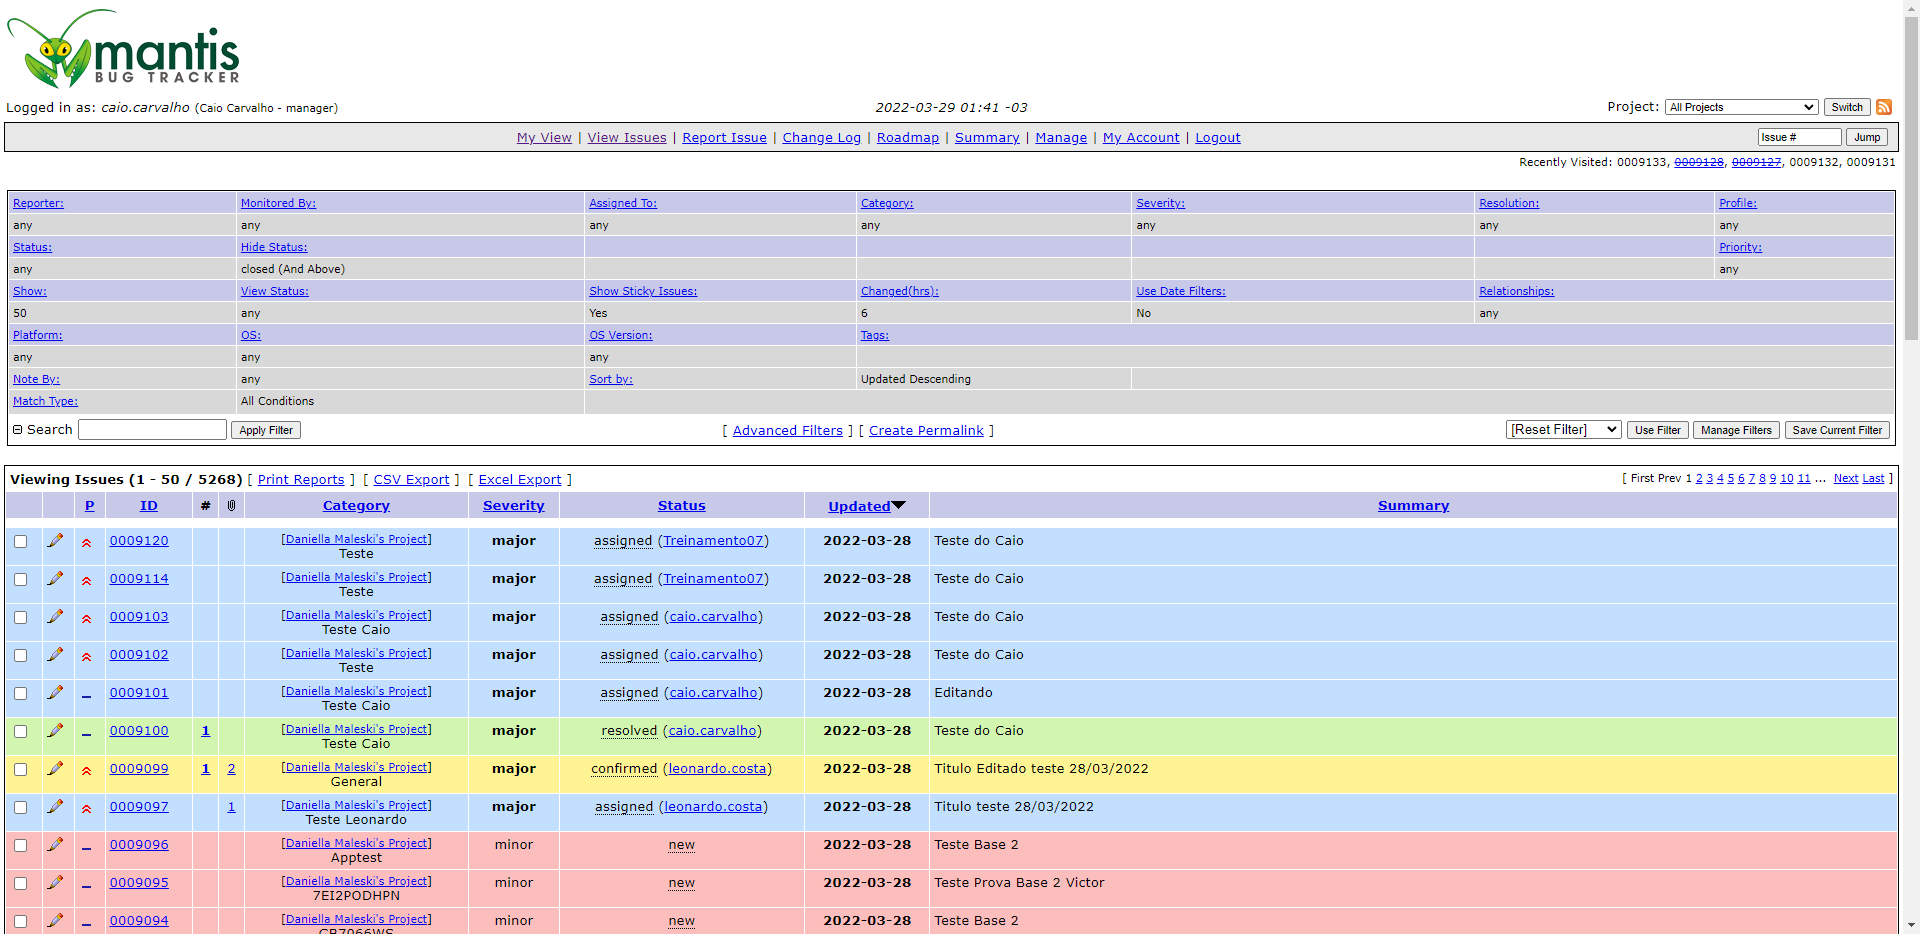 mantis
BUG TRACKER
Logged in as: caio.carvalho (Caio Carvalho - manager) 2022-03-29 01:41 -03 Project: All Projects Switch
My View | View Issues | Report Issue | Change Log | Roadmap | Summary | Manage | My Account | Logout Issue # Jump
Recently Visited: 0009133, 0009128, 0009127, 0009132, 0009131
Reporter: Monitored By: Assigned To: Category: Severity: Resolution: Profile:
any any any any any any any
Status: Hide Status: Priority:
any closed (And Above) any
Show: View Status: Show Sticky Issues: Changed(hrs): Use Date Filters: Relationships:
50 any Yes 6 No any
Platform: OS: OS Version: Tags:
any any any
Note By: any Sort by: Updated Descending
Match Type: All Conditions
Search Apply Filter [ Advanced Filters ] [ Create Permalink ] [Reset Filter] Use Filter Manage Filters Save Current Filter
Viewing Issues (1 - 50 / 5268) [ Print Reports ] [ CSV Export ] [ Excel Export ] [ First Prev 1 2 3 4 5 6 7 8 9 10 11 ... Next Last ]
P ID # Category Severity Status Updated Summary
0009120 [Daniella Maleski's Project] major assigned (Treinamento07) 2022-03-28 Teste do Caio
Teste
0009114 [Daniella Maleski's Project] major assigned (Treinamento07) 2022-03-28 Teste do Caio
Teste
0009103 [Daniella Maleski's Project] major assigned (caio.carvalho) 2022-03-28 Teste do Caio
Teste Caio
0009102 [Daniella Maleski's Project] major assigned (caio.carvalho) 2022-03-28 Teste do Caio
Teste
0009101 [Daniella Maleski's Project] major assigned (caio.carvalho) 2022-03-28 Editando
Teste Caio
0009100 1 [Daniella Maleski's Project] major resolved (caio.carvalho) 2022-03-28 Teste do Caio
Teste Caio
0009099 1 2 [Daniella Maleski's Project] major confirmed (leonardo.costa) 2022-03-28 Titulo Editado teste 28/03/2022
General
0009097 1 [Daniella Maleski's Project] major assigned (leonardo.costa) 2022-03-28 Titulo teste 28/03/2022
Teste Leonardo
0009096 [Daniella Maleski's Project] minor new 2022-03-28 Teste Base 2
Apptest
0009095 [Daniella Maleski's Project] minor new 2022-03-28 Teste Prova Base 2 Victor
7EI2PODHPN
0009094 [Daniella Maleski's Project] minor new 2022-03-28 Teste Base 2